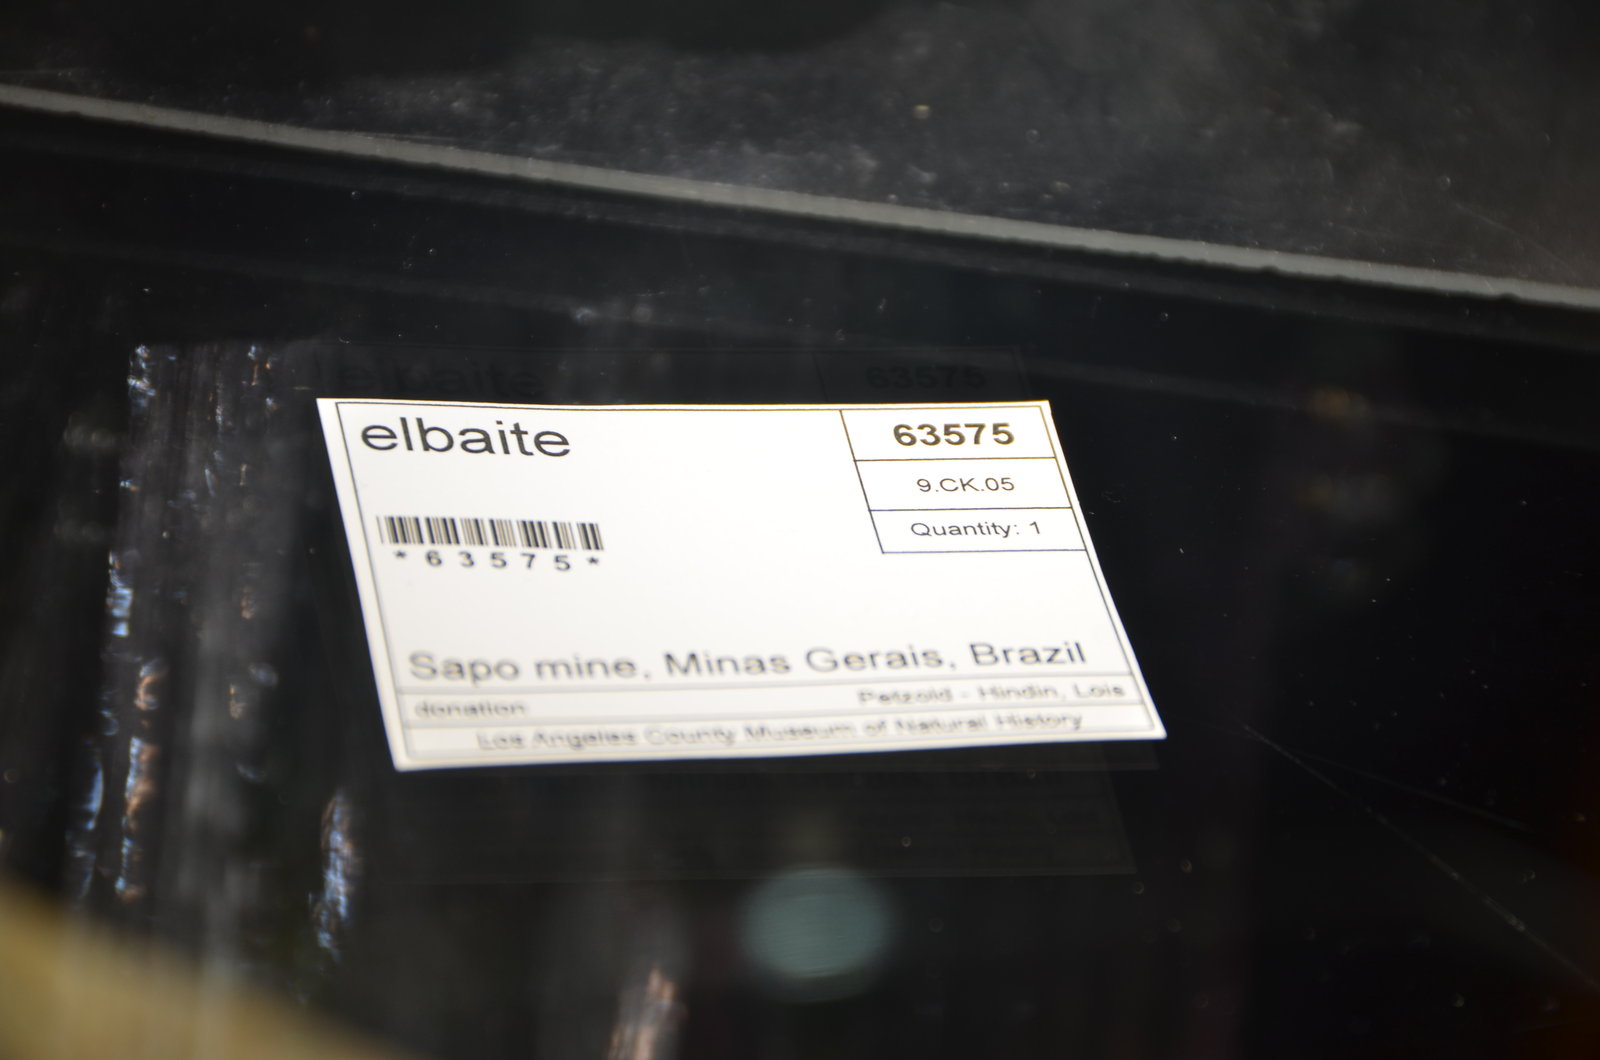 elbaite
63575
9.CK.05
Quantity: 1
*63575*
Sapo mine, Minas Gerais, Brazil
donation
Petzold - Hindin, Lois
Los Angeles County Museum of Natural History